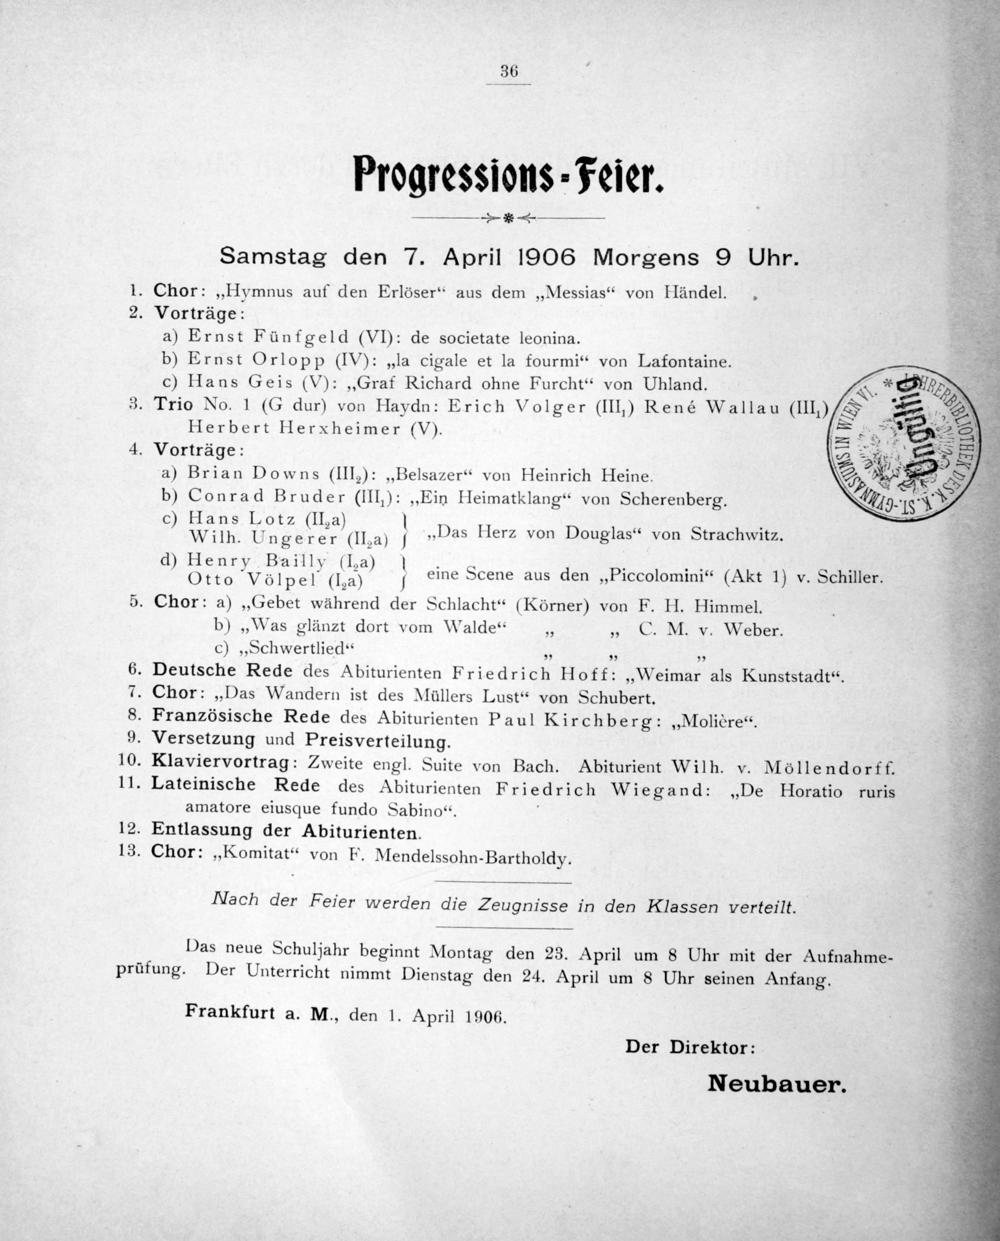 36
Progressions-Feier.
Samstag den 7. April 1906 Morgens 9 Uhr.
1. Chor: „Hymnus auf den Erlöser“ aus dem „Messias“ von Händel.
2. Vorträge:
a) Ernst Fünfgeld (VI): de societate leonina.
b) Ernst Orlopp (IV): „la cigale et la fourmi“ von Lafontaine.
c) Hans Geis (V): „Graf Richard ohne Furcht“ von Uhland.
3. Trio No. 1 (G dur) von Haydn: Erich Volger (III₁) René Wallau (III₁)
Herbert Herxheimer (V).
4. Vorträge:
a) Brian Downs (III₂): „Belsazer“ von Heinrich Heine.
b) Conrad Bruder (III₁): „Ein Heimatklang“ von Scherenberg.
c) Hans Lotz (II₂a)
Wilh. Ungerer (II₂a) } „Das Herz von Douglas“ von Strachwitz.
d) Henry Bailly (I₂a)
Otto Völpel (I₂a) } eine Scene aus den „Piccolomini“ (Akt 1) v. Schiller.
5. Chor: a) „Gebet während der Schlacht“ (Körner) von F. H. Himmel.
b) „Was glänzt dort vom Walde“ „ „ C. M. v. Weber.
c) „Schwertlied“ „ „ „
6. Deutsche Rede des Abiturienten Friedrich Hoff: „Weimar als Kunststadt“.
7. Chor: „Das Wandern ist des Müllers Lust“ von Schubert.
8. Französische Rede des Abiturienten Paul Kirchberg: „Molière“.
9. Versetzung und Preisverteilung.
10. Klaviervortrag: Zweite engl. Suite von Bach. Abiturient Wilh. v. Möllendorff.
11. Lateinische Rede des Abiturienten Friedrich Wiegand: „De Horatio ruris
amatore eiusque fundo Sabino“.
12. Entlassung der Abiturienten.
13. Chor: „Komitat“ von F. Mendelssohn-Bartholdy.
Nach der Feier werden die Zeugnisse in den Klassen verteilt.
Das neue Schuljahr beginnt Montag den 23. April um 8 Uhr mit der Aufnahme-
prüfung. Der Unterricht nimmt Dienstag den 24. April um 8 Uhr seinen Anfang.
Frankfurt a. M., den 1. April 1906.
Der Direktor:
Neubauer.
LEHRERBIBLIOTHEK DES K. K. ST.-GYMNASIUMS IN WIEN VI.
Ungültig